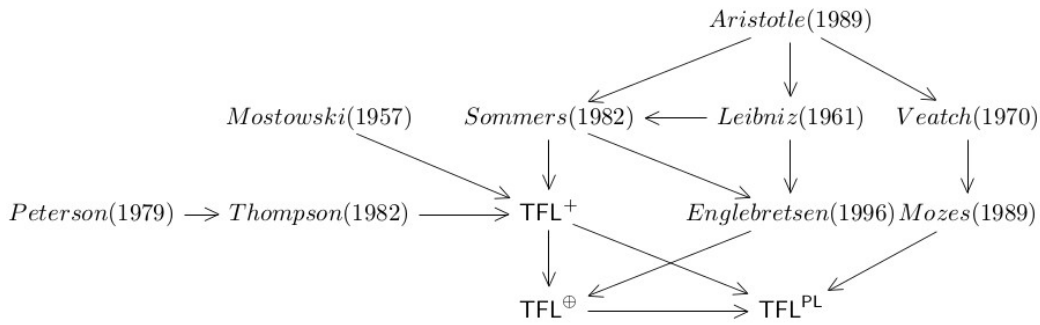 Aristotle(1989)
Mostowski(1957) Sommers(1982) Leibniz(1961) Veatch(1970)
Peterson(1979) Thompson(1982) TFL⁺ Englebretsen(1996) Mozes(1989)
TFL⊕ TFLᴾᴸ